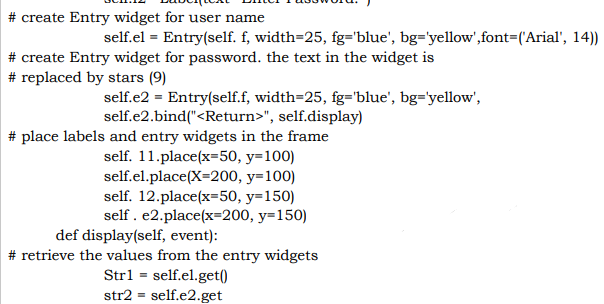 Label(text Enter Password:
# create Entry widget for user name
self.el = Entry(self. f, width=25, fg='blue', bg='yellow',font=('Arial', 14))
# create Entry widget for password. the text in the widget is
# replaced by stars (9)
self.e2 = Entry(self.f, width=25, fg='blue', bg='yellow',
self.e2.bind("<Return>", self.display)
# place labels and entry widgets in the frame
self. 11.place(x=50, y=100)
self.el.place(X=200, y=100)
self. 12.place(x=50, y=150)
self . e2.place(x=200, y=150)
def display(self, event):
# retrieve the values from the entry widgets
Str1 = self.el.get()
str2 = self.e2.get